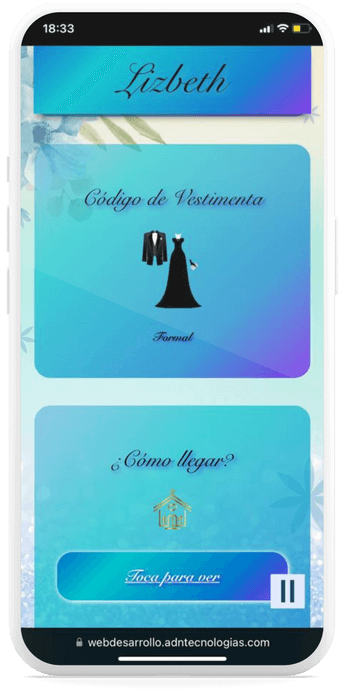 18:33
Lizbeth
Código de Vestimenta
Formal
¿Cómo llegar?
Toca para ver
webdesarrollo.adntecnologias.com